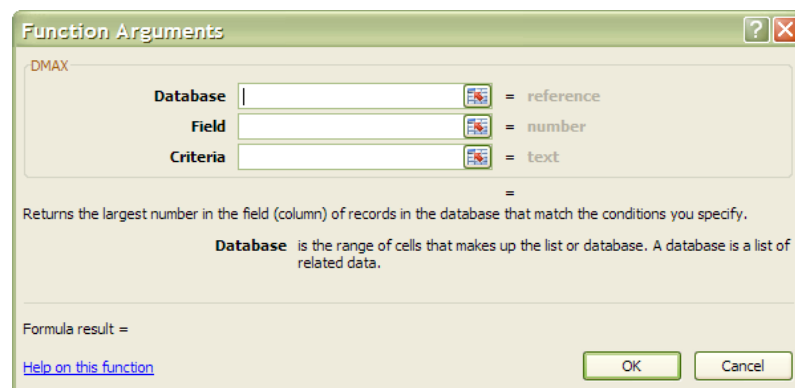 Function Arguments
DMAX
Database = reference
Field = number
Criteria = text
=
Returns the largest number in the field (column) of records in the database that match the conditions you specify.
Database is the range of cells that makes up the list or database. A database is a list of
related data.
Formula result =
Help on this function OK Cancel